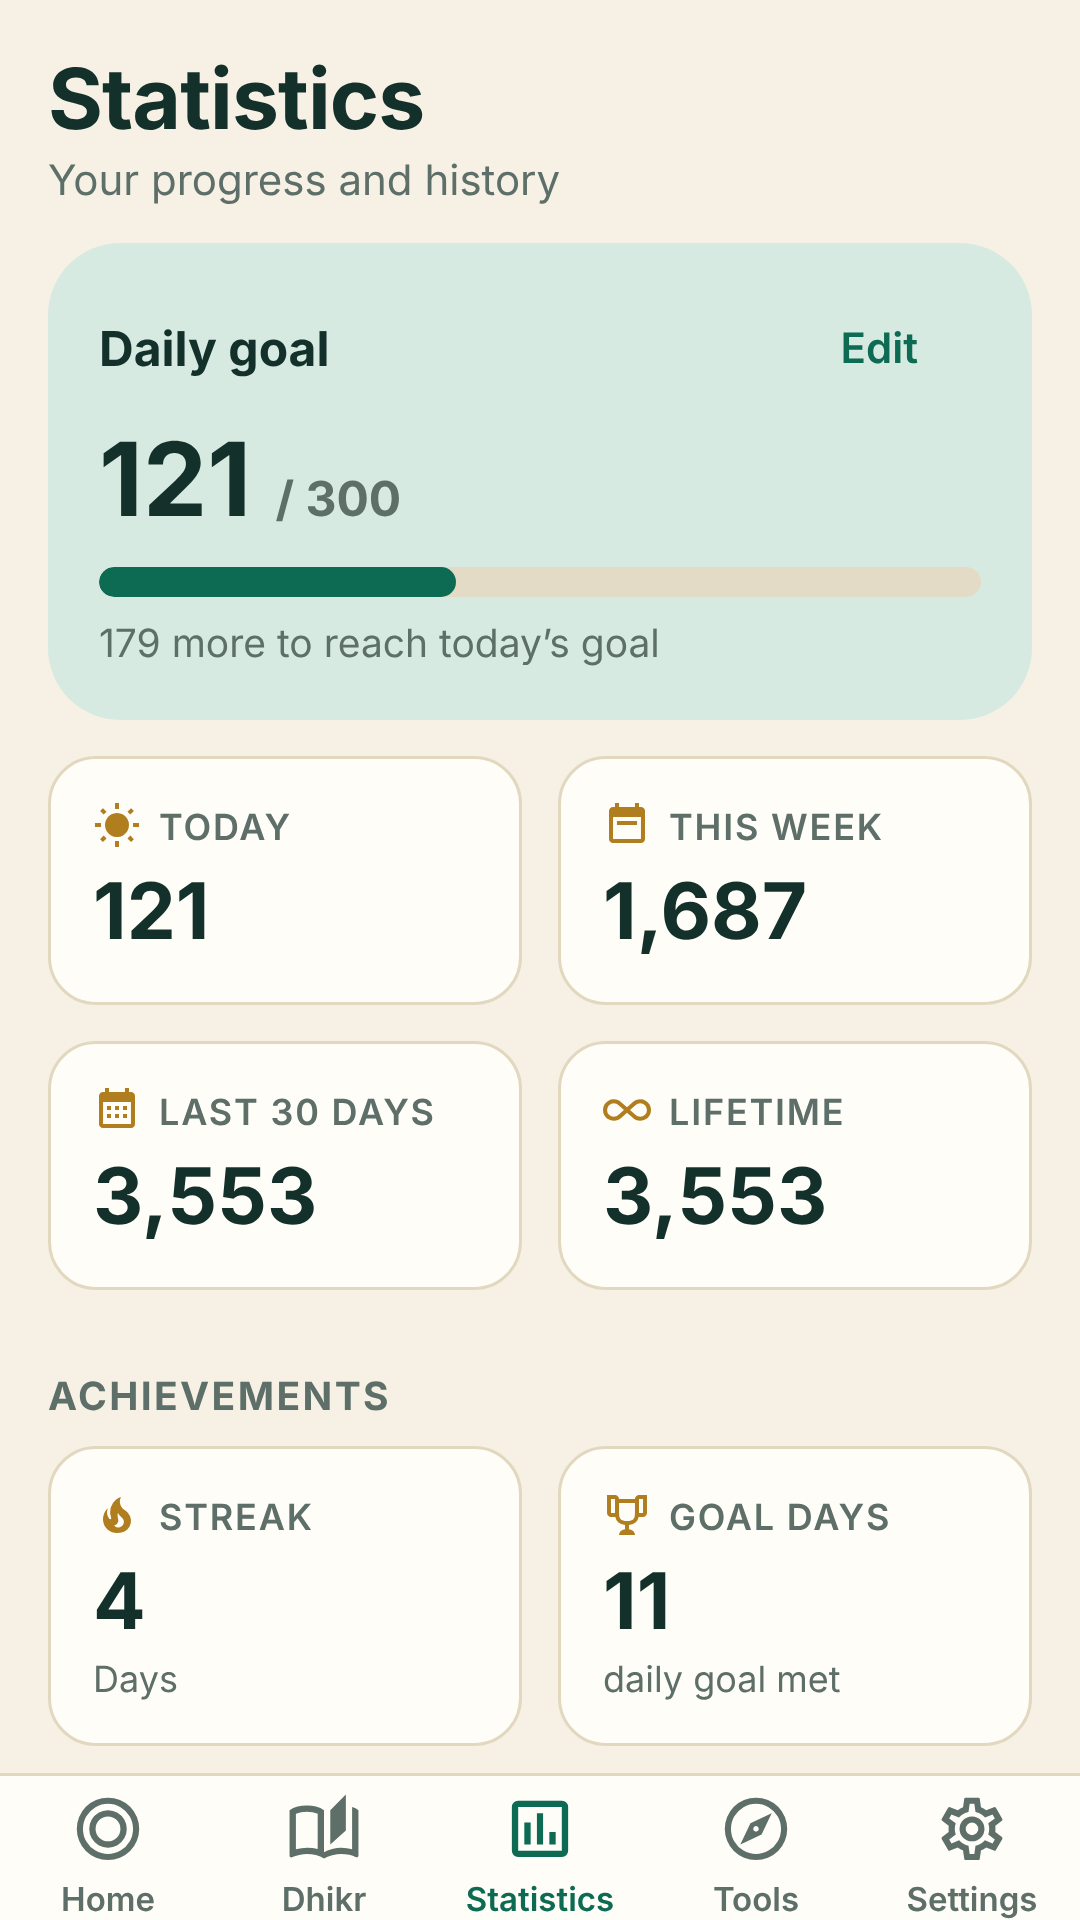 Statistics
Your progress and history
Daily goal
Edit
121 / 300
179 more to reach today’s goal
TODAY
121
THIS WEEK
1,687
LAST 30 DAYS
3,553
LIFETIME
3,553
ACHIEVEMENTS
STREAK
4
Days
GOAL DAYS
11
daily goal met
Home
Dhikr
Statistics
Tools
Settings